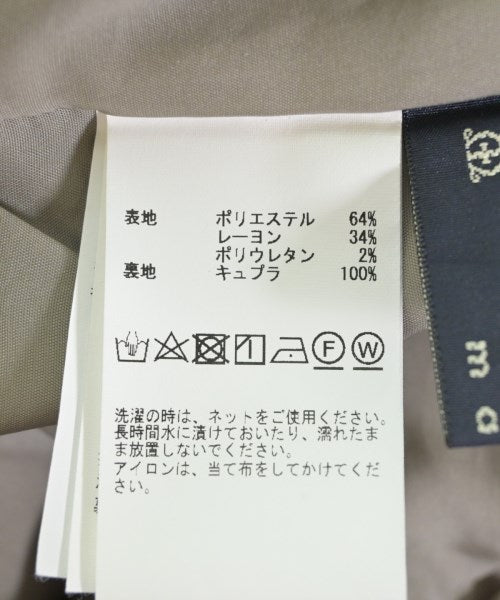 表地 ポリエステル 64%
レーヨン 34%
ポリウレタン 2%
裏地 キュプラ 100%
F W
洗濯の時は、ネットをご使用ください。
長時間水に漬けておいたり、濡れたま
ま放置しないでください。
アイロンは、当て布をしてかけてくだ
さい。